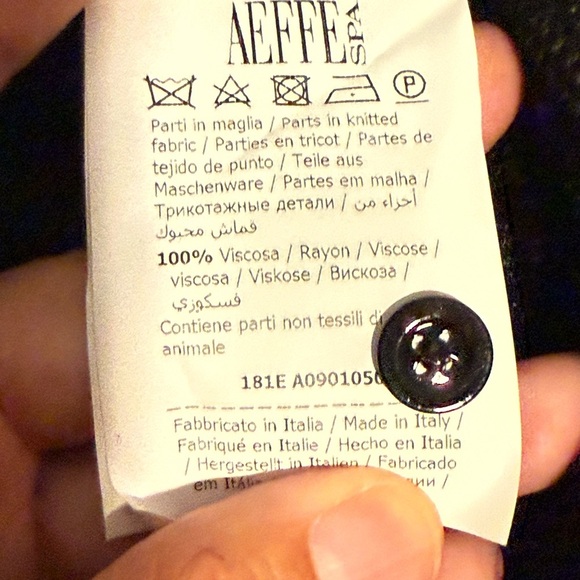 AEFFE SPA
P
Parti in maglia / Parts in knitted
fabric / Parties en tricot / Partes de
tejido de punto / Teile aus
Maschenware / Partes em malha /
Трикотажные детали / أجزاء من
قماش محبوك
100% Viscosa / Rayon / Viscose /
viscosa / Viskose / Вискоза /
فسكوزي
Contiene parti non tessili di
animale
181E A090105
Fabbricato in Italia / Made in Italy /
Fabriqué en Italie / Hecho en Italia
/ Hergestellt in Italien / Fabricado
em /